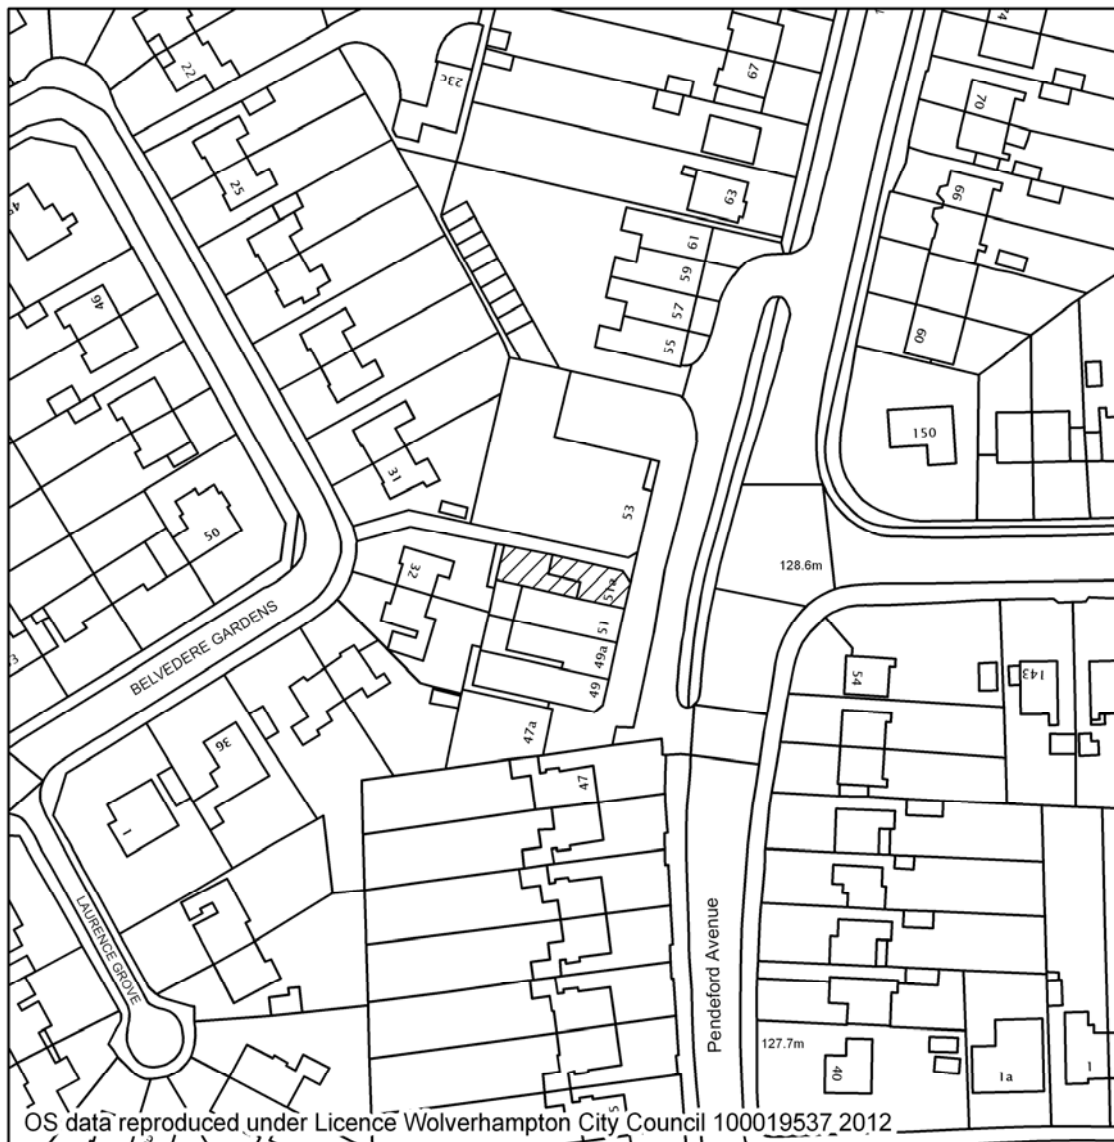 74
22
23c
67
70
25
63
66
61
59
46
57
55
60
150
31
53
50
128.6m
32
51a
51
49a
54
143
49
BELVEDERE GARDENS
47a
36
47
1
LAURENCE GROVE
Pendeford Avenue
127.7m
40
1a
1
OS data reproduced under Licence Wolverhampton City Council 100019537 2012